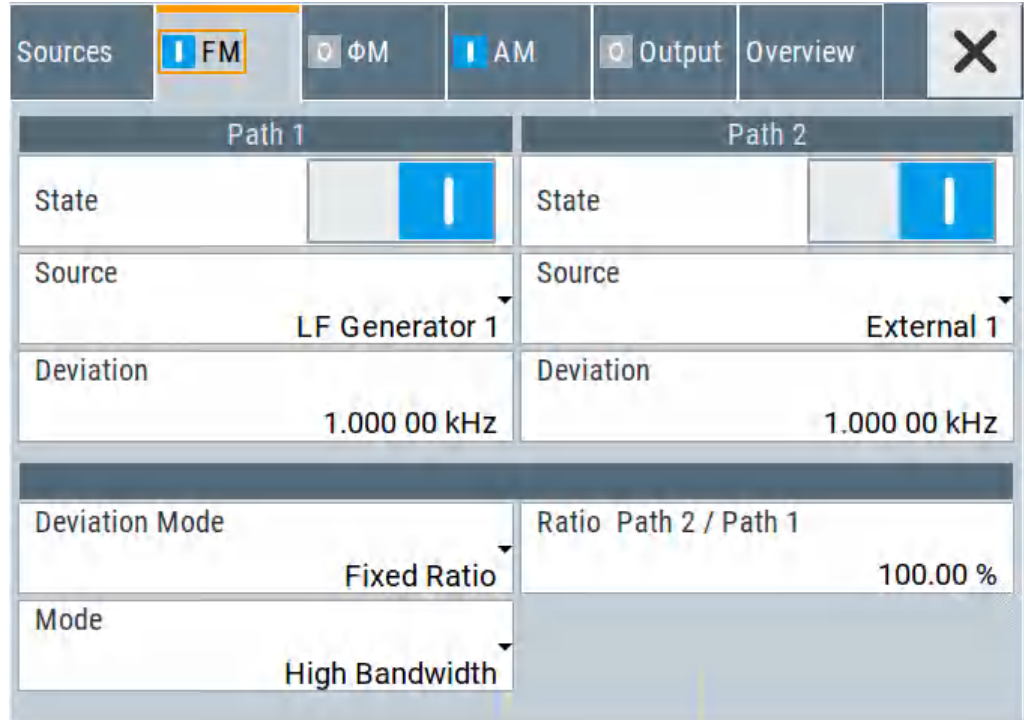 Sources
FM
0 ΦM
AM
0 Output
Overview
Path 1
Path 2
State
State
Source
LF Generator 1
Source
External 1
Deviation
1.000 00 kHz
Deviation
1.000 00 kHz
Deviation Mode
Fixed Ratio
Ratio Path 2 / Path 1
100.00 %
Mode
High Bandwidth